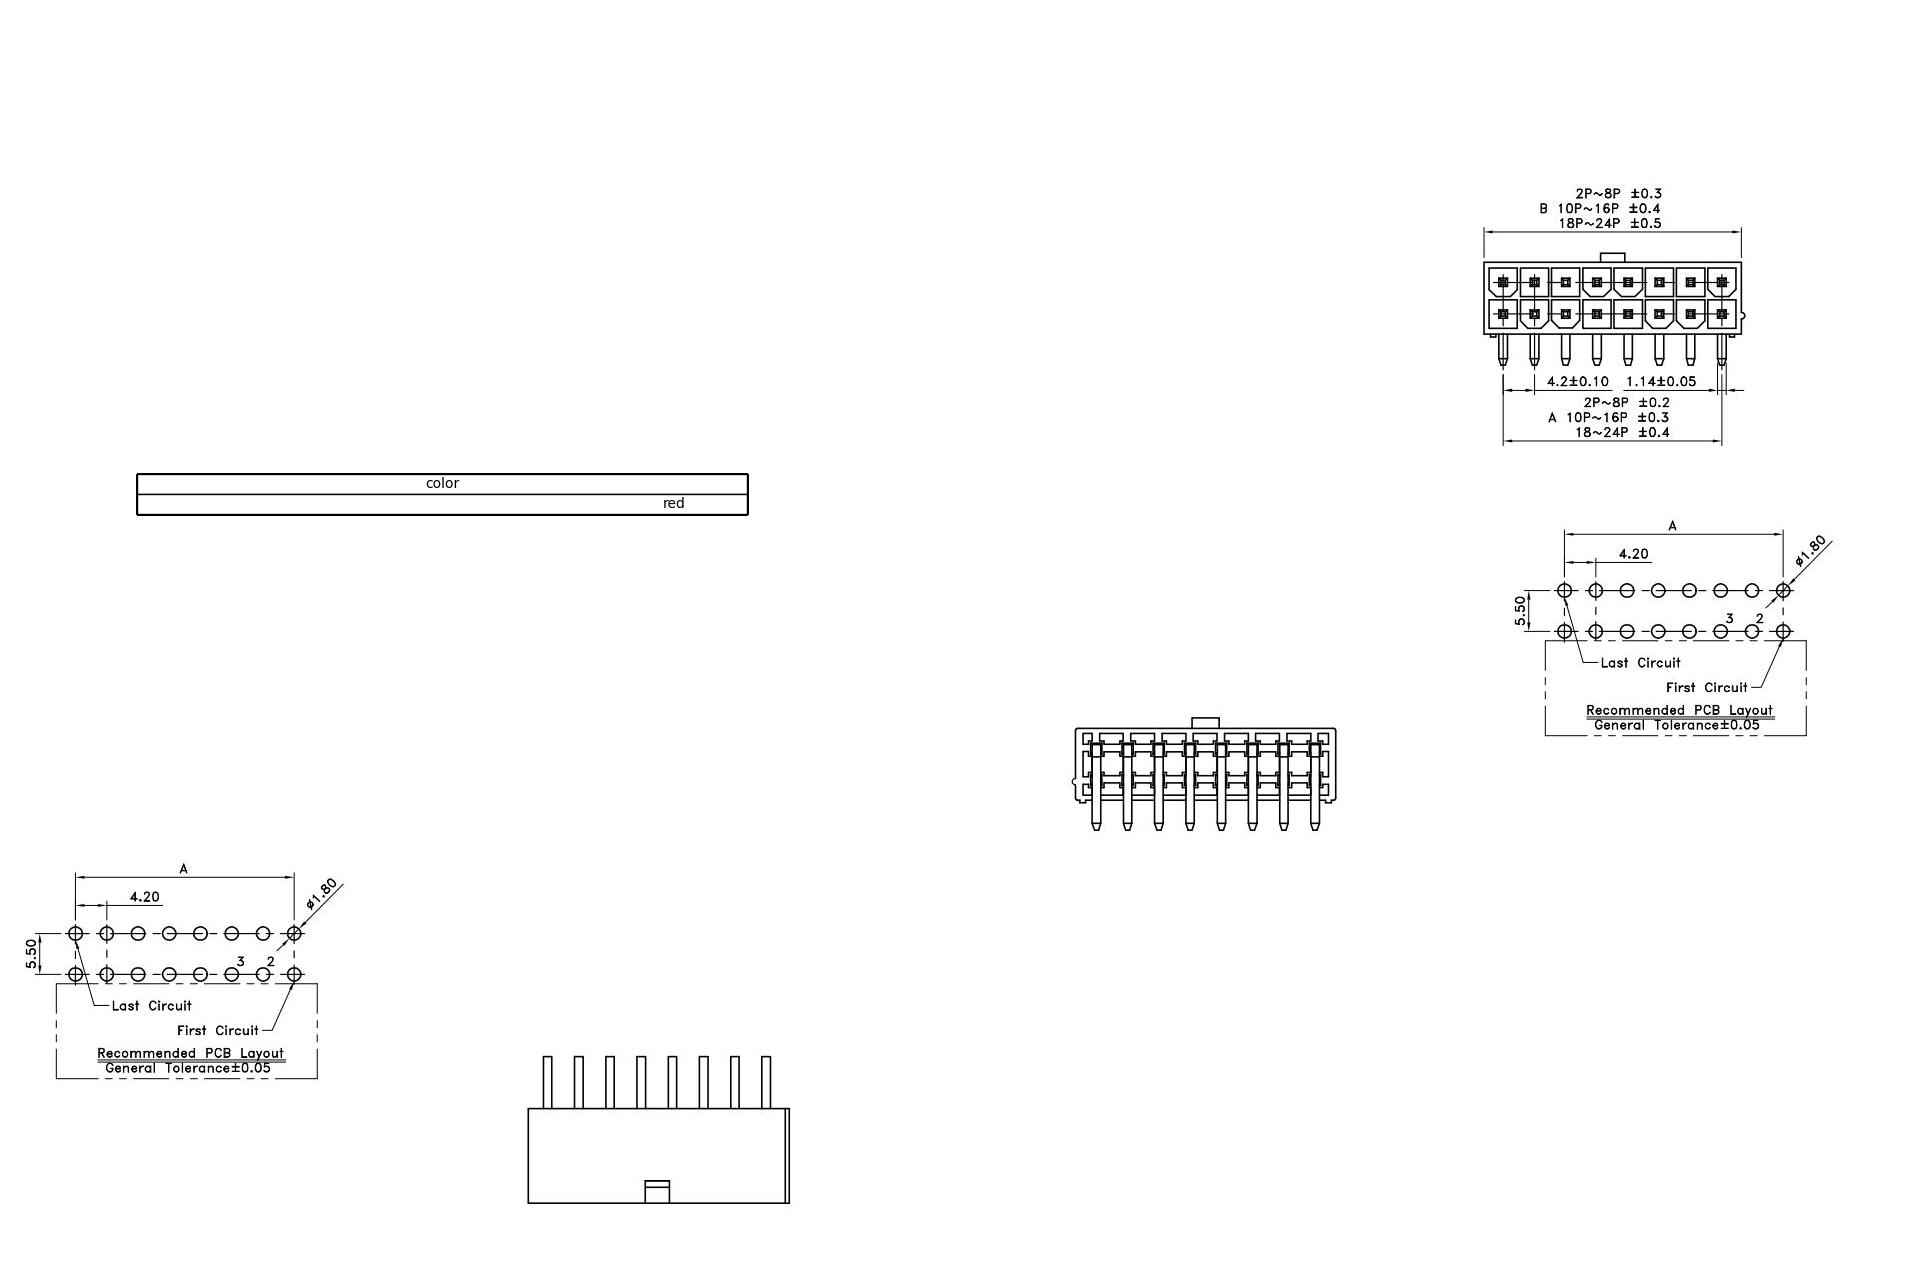 2P~8P ±0.3
B 10P~16P ±0.4
18P~24P ±0.5
4.2±0.10 1.14±0.05
2P~8P ±0.2
A 10P~16P ±0.3
18~24P ±0.4
color
red
A
4.20
ø1.80
5.50
3 2
Last Circuit
First Circuit
Recommended PCB Layout
General Tolerance±0.05
A
4.20
ø1.80
5.50
3 2
Last Circuit
First Circuit
Recommended PCB Layout
General Tolerance±0.05